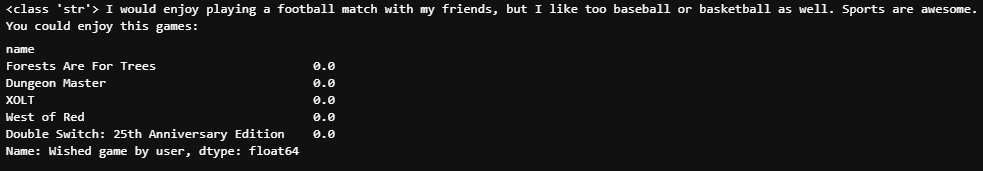 <class 'str'> I would enjoy playing a football match with my friends, but I like too baseball or basketball as well. Sports are awesome.
You could enjoy this games:
name
Forests Are For Trees 0.0
Dungeon Master 0.0
XOLT 0.0
West of Red 0.0
Double Switch: 25th Anniversary Edition 0.0
Name: Wished game by user, dtype: float64